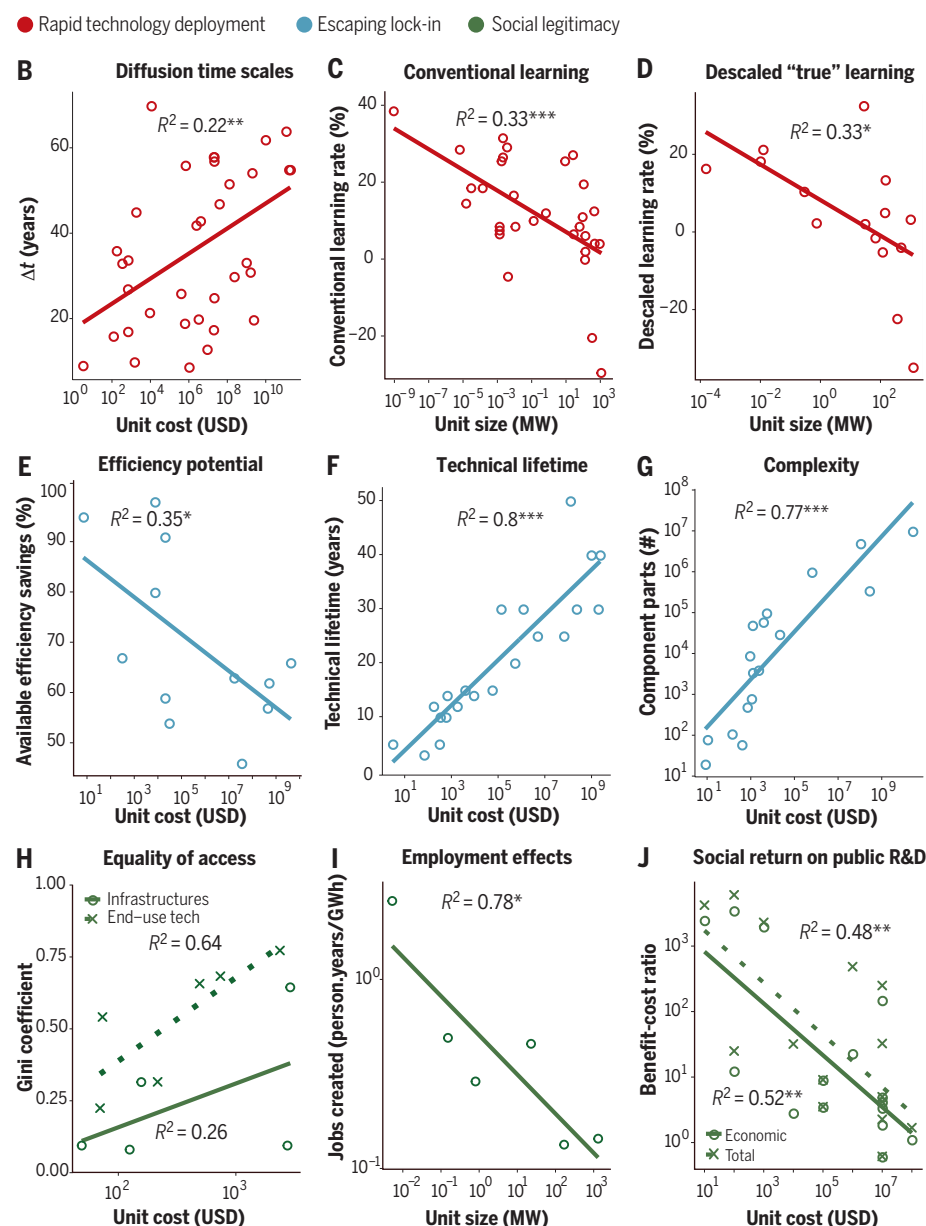 Rapid technology deployment Escaping lock-in Social legitimacy
B Diffusion time scales
R² = 0.22**
60
40
20
Δt (years)
10⁰ 10² 10⁴ 10⁶ 10⁸ 10¹⁰
Unit cost (USD)
C Conventional learning
R² = 0.33***
40
20
0
−20
Conventional learning rate (%)
10⁻⁹ 10⁻⁷ 10⁻⁵ 10⁻³ 10⁻¹ 10¹ 10³
Unit size (MW)
D Descaled “true” learning
R² = 0.33*
20
0
−20
Descaled learning rate (%)
10⁻⁴ 10⁻² 10⁰ 10²
Unit size (MW)
E Efficiency potential
R² = 0.35*
100
90
80
70
60
50
Available efficiency savings (%)
10¹ 10³ 10⁵ 10⁷ 10⁹
Unit cost (USD)
F Technical lifetime
R² = 0.8***
50
40
30
20
10
0
Technical lifetime (years)
10¹ 10³ 10⁵ 10⁷ 10⁹
Unit cost (USD)
G Complexity
R² = 0.77***
10⁸
10⁷
10⁶
10⁵
10⁴
10³
10²
10¹
Component parts (#)
10¹ 10³ 10⁵ 10⁷ 10⁹
Unit cost (USD)
H Equality of access
Infrastructures
End−use tech
R² = 0.64
R² = 0.26
1.00
0.75
0.50
0.25
0.00
Gini coefficient
10² 10³
Unit cost (USD)
I Employment effects
R² = 0.78*
10⁰
10⁻¹
Jobs created (person.years/GWh)
10⁻² 10⁻¹ 10⁰ 10¹ 10² 10³
Unit size (MW)
J Social return on public R&D
R² = 0.48**
R² = 0.52**
Economic
Total
10³
10²
10¹
10⁰
Benefit-cost ratio
10¹ 10³ 10⁵ 10⁷
Unit cost (USD)